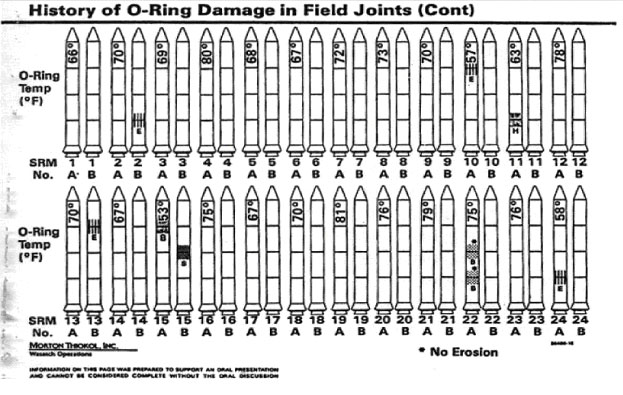 History of O-Ring Damage in Field Joints (Cont)
66° 70° 69° 80° 68° 67° 72° 73° 70° 57° 63° 78°
O-Ring
Temp
(°F)
E E H
SRM 1 1 2 2 3 3 4 4 5 5 6 6 7 7 8 8 9 9 10 10 11 11 12 12
No. A B A B A B A B A B A B A B A B A B A B A B A B
70° 67° 53° 75° 67° 70° 81° 76° 79° 75° 76° 58°
O-Ring
Temp
(°F)
E B B * B * B E
SRM 13 13 14 14 15 15 16 16 17 17 18 18 19 19 20 20 21 21 22 22 23 23 24 24
No. A B A B A B A B A B A B A B A B A B A B A B A B
MORTON THIOKOL, INC.
Wasatch Operations
* No Erosion
INFORMATION ON THIS PAGE WAS PREPARED TO SUPPORT AN ORAL PRESENTATION
AND CANNOT BE CONSIDERED COMPLETE WITHOUT THE ORAL DISCUSSION